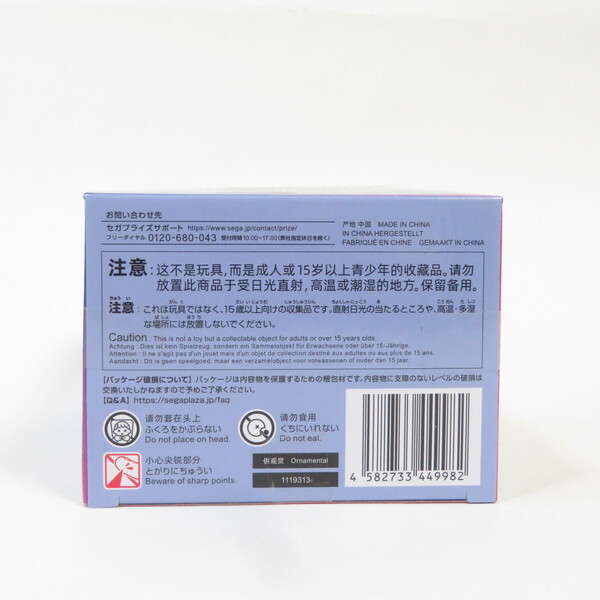 お問い合わせ先
セガプライズサポート https://www.sega.jp/contact/prize/
フリーダイヤル 0120-680-043 受付時間10:00~17:00(弊社指定休日を除く)
产地 中国 MADE IN CHINA
IN CHINA HERGESTELLT
FABRIQUÉ EN CHINE GEMAAKT IN CHINA
注意：这不是玩具，而是成人或15岁以上青少年的收藏品。请勿
放置此商品于受日光直射，高温或潮湿的地方。保留备用。
注意：これは玩具ではなく、15歳以上向けの収集品です。直射日光の当たるところや、高温・多湿
な場所には放置しないでください。
Caution : This is not a toy but a collectable object for adults or over 15 years olds.
Achtung : Dies ist kein Spielzeug, sondern ein Sammelobjekt für Erwachsene oder über 15-Jährige.
Attention : Il ne s'agit pas d'un jouet mais d'un objet de collection destiné aux adultes ou aux plus de 15 ans.
Aandacht : Dit is geen speelgoed, maar een verzamelobject voor volwassenen of ouder dan 15 jaar.
【パッケージ破損について】パッケージは内容物を保護するための梱包材です。内容物に支障のないレベルの破損は
交換いたしかねますので予めご了承ください。
【Q&A】https://segaplaza.jp/faq
请勿套在头上
ふくろをかぶらない
Do not place on head.
请勿食用
くちにいれない
Do not eat.
小心尖锐部分
とがりにちゅうい
Beware of sharp points.
供观赏 Ornamental
1119313
4 582733 449982